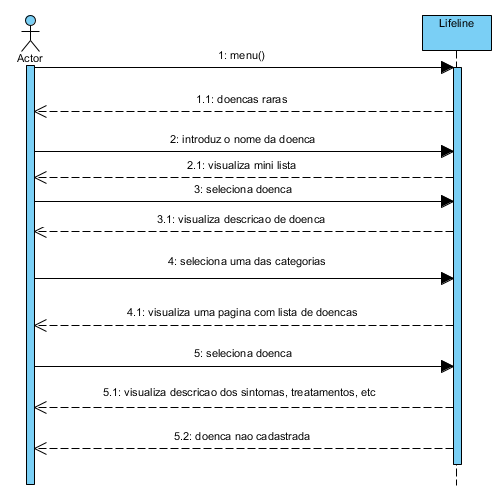 Lifeline
Actor
1: menu()
1.1: doencas raras
2: introduz o nome da doenca
2.1: visualiza mini lista
3: seleciona doenca
3.1: visualiza descricao de doenca
4: seleciona uma das categorias
4.1: visualiza uma pagina com lista de doencas
5: seleciona doenca
5.1: visualiza descricao dos sintomas, treatamentos, etc
5.2: doenca nao cadastrada